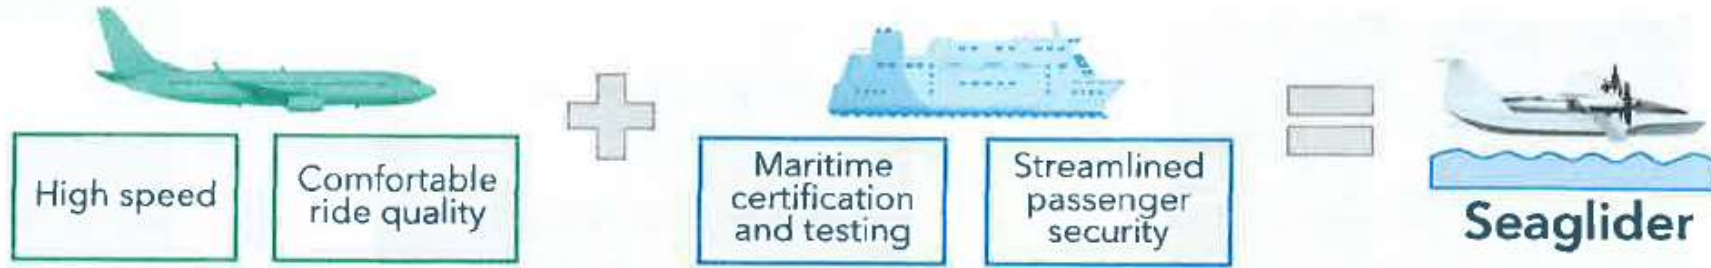 High speed
Comfortable
ride quality
Maritime
certification
and testing
Streamlined
passenger
security
Seaglider